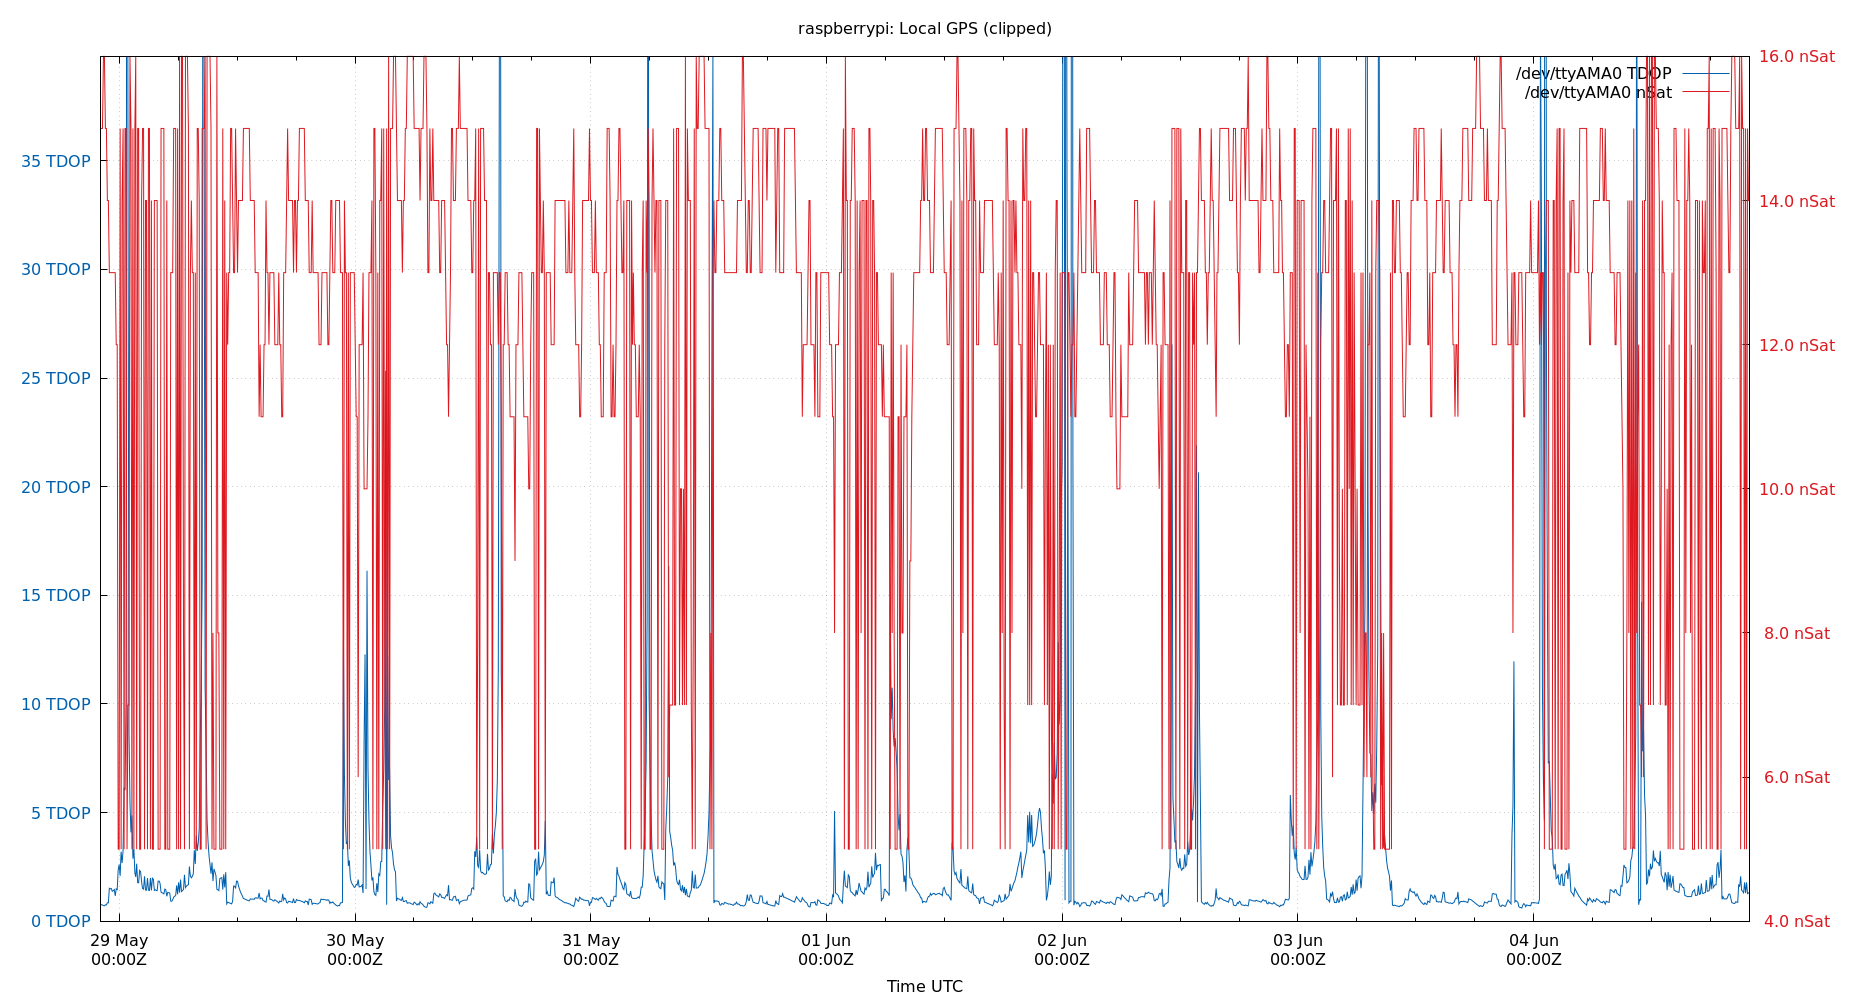 raspberrypi: Local GPS (clipped)
16.0 nSat
/dev/ttyAMA0 TDOP
/dev/ttyAMA0 nSat
35 TDOP
14.0 nSat
30 TDOP
12.0 nSat
25 TDOP
20 TDOP
10.0 nSat
15 TDOP
8.0 nSat
10 TDOP
6.0 nSat
5 TDOP
0 TDOP
4.0 nSat
29 May 30 May 31 May 01 Jun 02 Jun 03 Jun 04 Jun
00:00Z 00:00Z 00:00Z 00:00Z 00:00Z 00:00Z 00:00Z
Time UTC